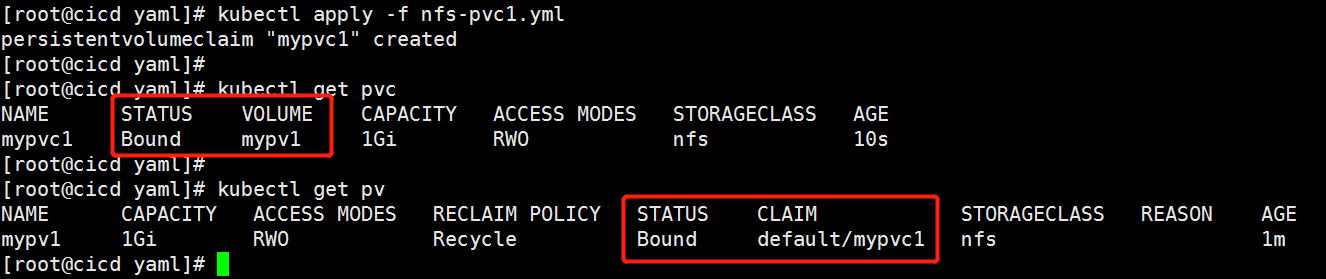 [root@cicd yaml]# kubectl apply -f nfs-pvc1.yml
persistentvolumeclaim "mypvc1" created
[root@cicd yaml]#
[root@cicd yaml]# kubectl get pvc
NAME      STATUS    VOLUME    CAPACITY   ACCESS MODES   STORAGECLASS   AGE
mypvc1    Bound     mypv1     1Gi        RWO            nfs            10s
[root@cicd yaml]#
[root@cicd yaml]# kubectl get pv
NAME      CAPACITY   ACCESS MODES   RECLAIM POLICY   STATUS    CLAIM            STORAGECLASS   REASON    AGE
mypv1     1Gi        RWO            Recycle          Bound     default/mypvc1   nfs                      1m
[root@cicd yaml]#